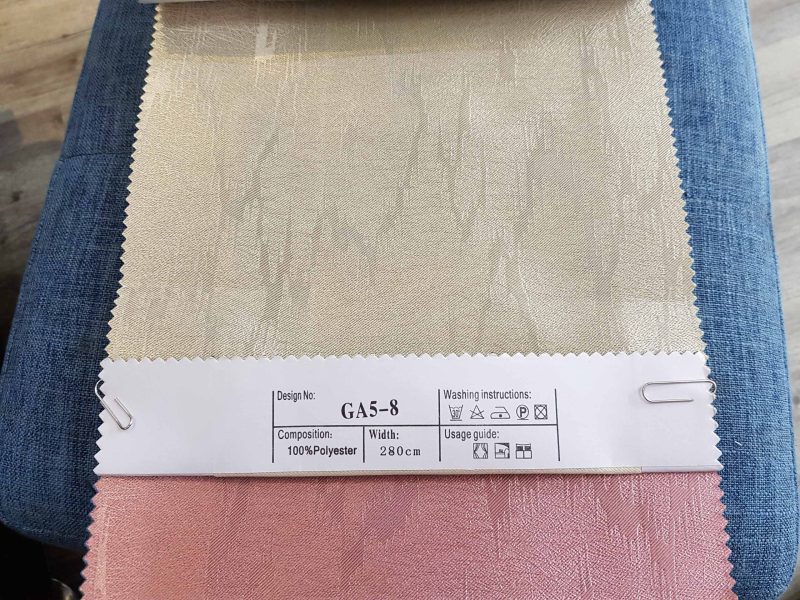 Design No:
GA5-8
Washing instructions:
P
Composition:
100%Polyester
Width:
280cm
Usage guide: